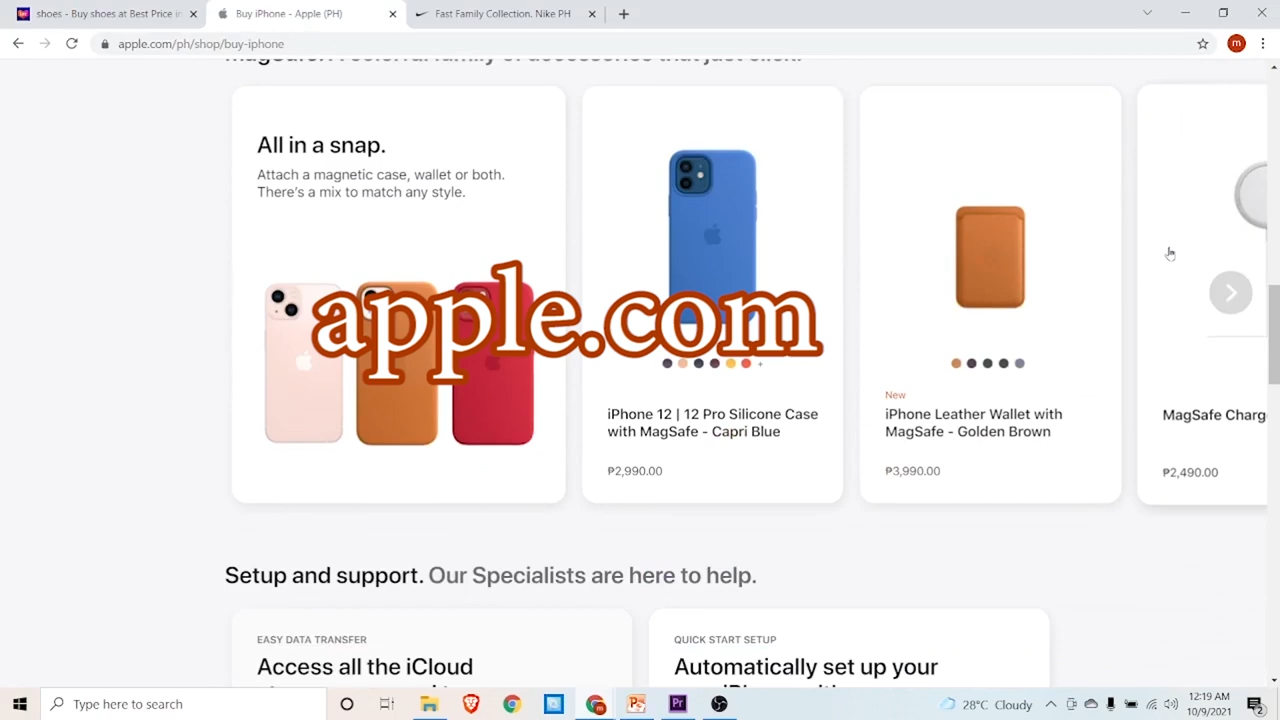 shoes - Buy shoes at Best Price in
Buy iPhone - Apple (PH)
Fast Family Collection. Nike PH
apple.com/ph/shop/buy-iphone
m
All in a snap.
Attach a magnetic case, wallet or both.
There's a mix to match any style.
apple.com
iPhone 12 | 12 Pro Silicone Case
with MagSafe - Capri Blue
₱2,990.00
New
iPhone Leather Wallet with
MagSafe - Golden Brown
₱3,990.00
MagSafe Charg
₱2,490.00
Setup and support. Our Specialists are here to help.
EASY DATA TRANSFER
Access all the iCloud
QUICK START SETUP
Automatically set up your
Type here to search
Pr
28°C Cloudy
12:19 AM
10/9/2021
2